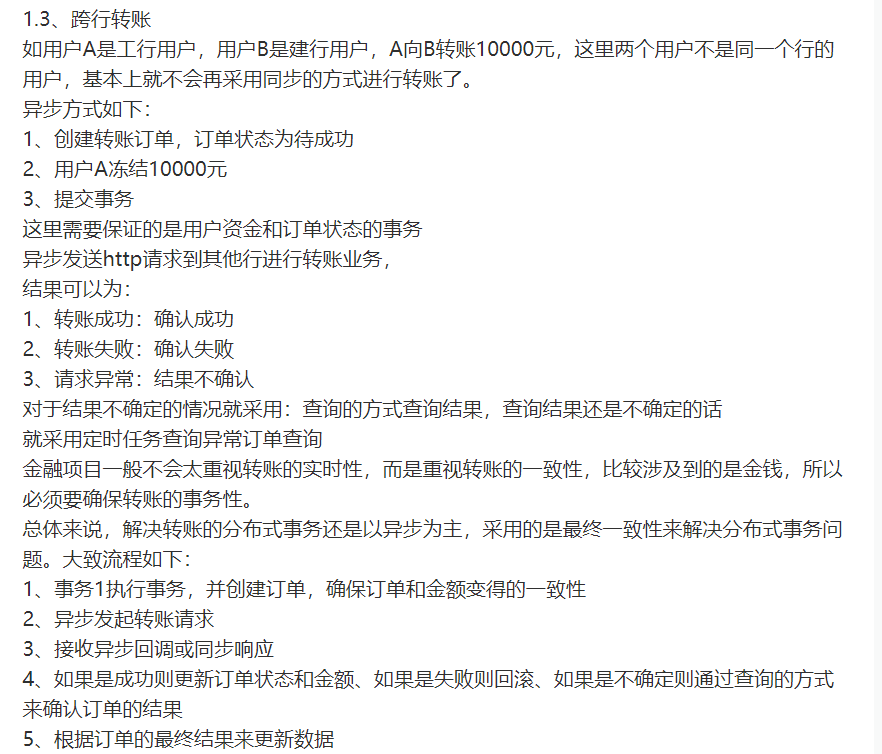 1.3、跨行转账
如用户A是工行用户，用户B是建行用户，A向B转账10000元，这里两个用户不是同一个行的
用户，基本上就不会再采用同步的方式进行转账了。
异步方式如下：
1、创建转账订单，订单状态为待成功
2、用户A冻结10000元
3、提交事务
这里需要保证的是用户资金和订单状态的事务
异步发送http请求到其他行进行转账业务，
结果可以为：
1、转账成功：确认成功
2、转账失败：确认失败
3、请求异常：结果不确认
对于结果不确定的情况就采用：查询的方式查询结果，查询结果还是不确定的话
就采用定时任务查询异常订单查询
金融项目一般不会太重视转账的实时性，而是重视转账的一致性，比较涉及到的是金钱，所以
必须要确保转账的事务性。
总体来说，解决转账的分布式事务还是以异步为主，采用的是最终一致性来解决分布式事务问
题。大致流程如下：
1、事务1执行事务，并创建订单，确保订单和金额变得的一致性
2、异步发起转账请求
3、接收异步回调或同步响应
4、如果是成功则更新订单状态和金额、如果是失败则回滚、如果是不确定则通过查询的方式
来确认订单的结果
5、根据订单的最终结果来更新数据